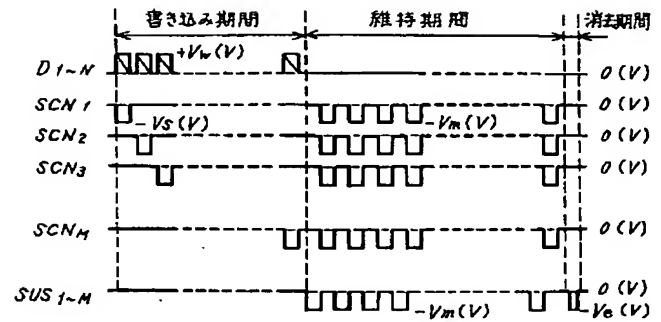 書き込み期間 維持期間 消去期間
D1~N +Vw(V) 0(V)
SCN1 -VS(V) -Vm(V) 0(V)
SCN2 0(V)
SCN3 0(V)
SCNM 0(V)
SUS1~M -Vm(V) 0(V)
-Ve(V)